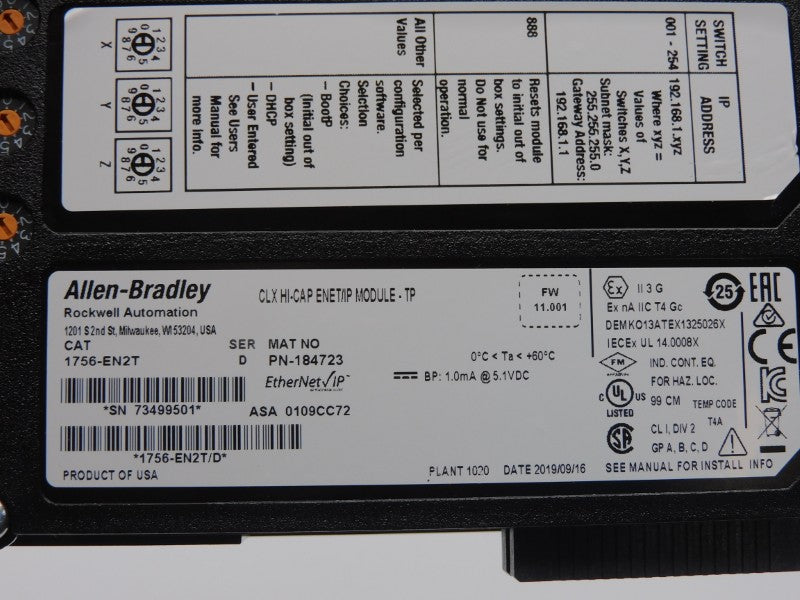 SWITCH SETTING
IP ADDRESS
001 - 254
192.168.1.xyz
Where xyz =
Values of
Switches X,Y,Z
Subnet mask:
255.255.255.0
Gateway Address:
192.168.1.1
888
Resets module
to initial out of
box settings.
Do Not use for
normal
operation.
All Other
Values
Selected per
configuration
software.
Selection
Choices:
– BootP
(Initial out of
box setting)
– DHCP
– User Entered
See Users
Manual for
more info.
X
Y
Z
Allen-Bradley
Rockwell Automation
1201 S 2nd St, Milwaukee, WI 53204, USA
CAT SER MAT NO
1756-EN2T D PN-184723
EtherNet/IP™
*SN 73499501* ASA 0109CC72
*1756-EN2T/D*
PRODUCT OF USA
CLX HI-CAP ENET/IP MODULE - TP
FW
11.001
0°C < Ta < +60°C
BP: 1.0mA @ 5.1VDC
PLANT 1020 DATE 2019/09/16
Ex II 3 G
Ex nA IIC T4 Gc
DEMKO13ATEX1325026X
IECEx UL 14.0008X
FM
IND. CONT. EQ.
FOR HAZ. LOC.
C UL US
LISTED
99 CM
TEMP CODE
T4A
CL I, DIV 2
GP A, B, C, D
SEE MANUAL FOR INSTALL INFO
25
EAC
CE